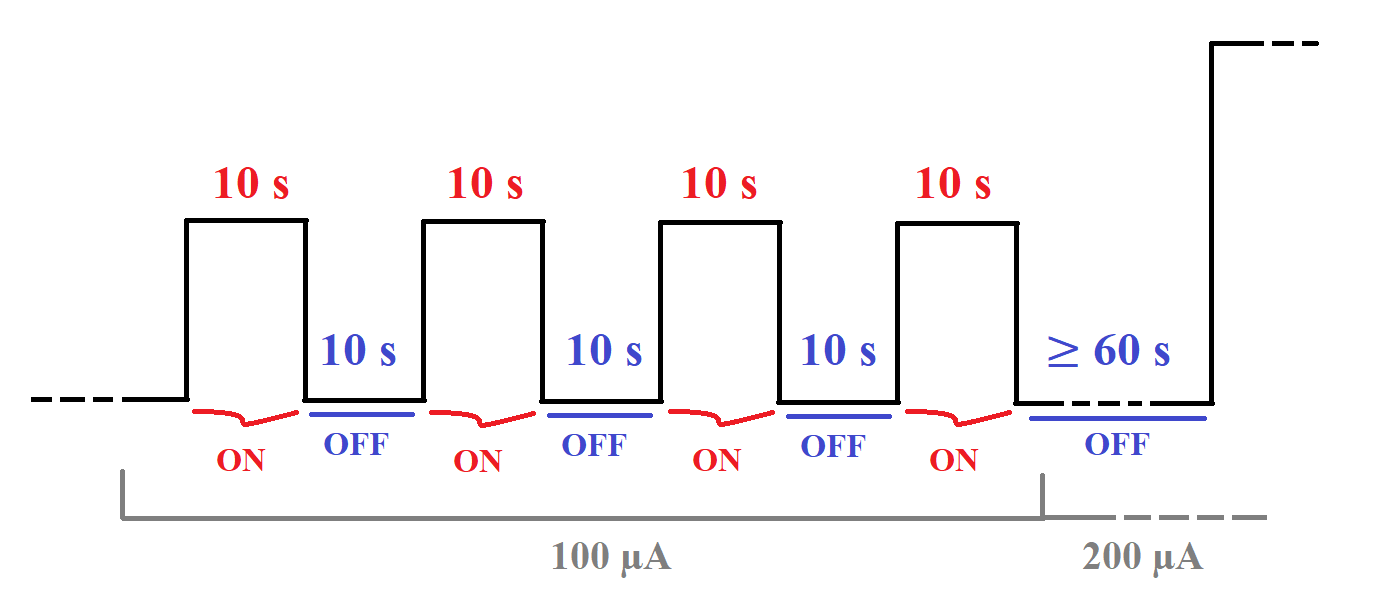 10 s 10 s 10 s 10 s
10 s 10 s 10 s ≥ 60 s
ON OFF ON OFF ON OFF ON OFF
100 µA 200 µA